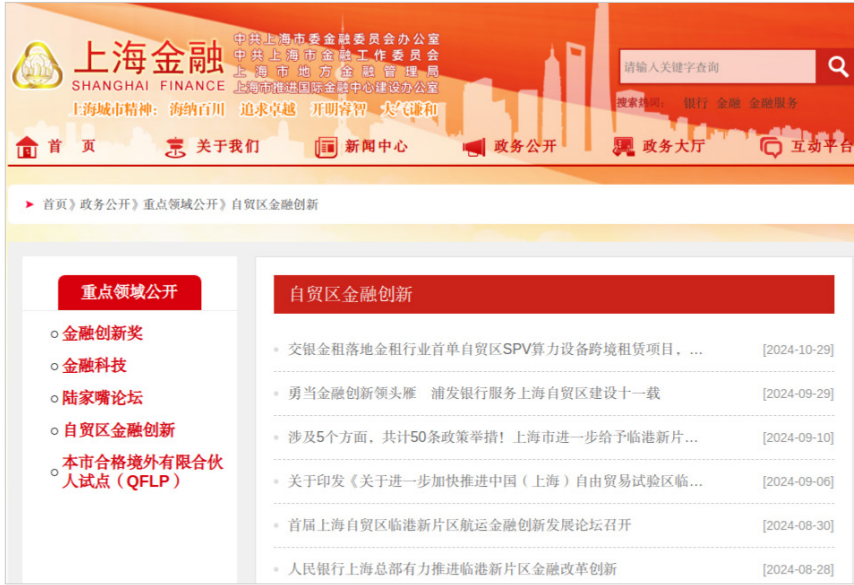 上海金融
SHANGHAI FINANCE
中共上海市委金融委员会办公室
中共上海市金融工作委员会
上海市地方金融管理局
上海市推进国际金融中心建设办公室
上海城市精神： 海纳百川 追求卓越 开明睿智 大气谦和
请输入关键字查询
搜索热词： 银行 金融 金融服务
首 页 关于我们 新闻中心 政务公开 政务大厅 互动平台
首页》政务公开》重点领域公开》自贸区金融创新
重点领域公开
金融创新奖
金融科技
陆家嘴论坛
自贸区金融创新
本市合格境外有限合伙
人试点（QFLP）
自贸区金融创新
交银金租落地金租行业首单自贸区SPV算力设备跨境租赁项目，... [2024-10-29]
勇当金融创新领头雁 浦发银行服务上海自贸区建设十一载 [2024-09-29]
涉及5个方面，共计50条政策举措！上海市进一步给予临港新片... [2024-09-10]
关于印发《关于进一步加快推进中国（上海）自由贸易试验区临... [2024-09-06]
首届上海自贸区临港新片区航运金融创新发展论坛召开 [2024-08-30]
人民银行上海总部有力推进临港新片区金融改革创新 [2024-08-28]